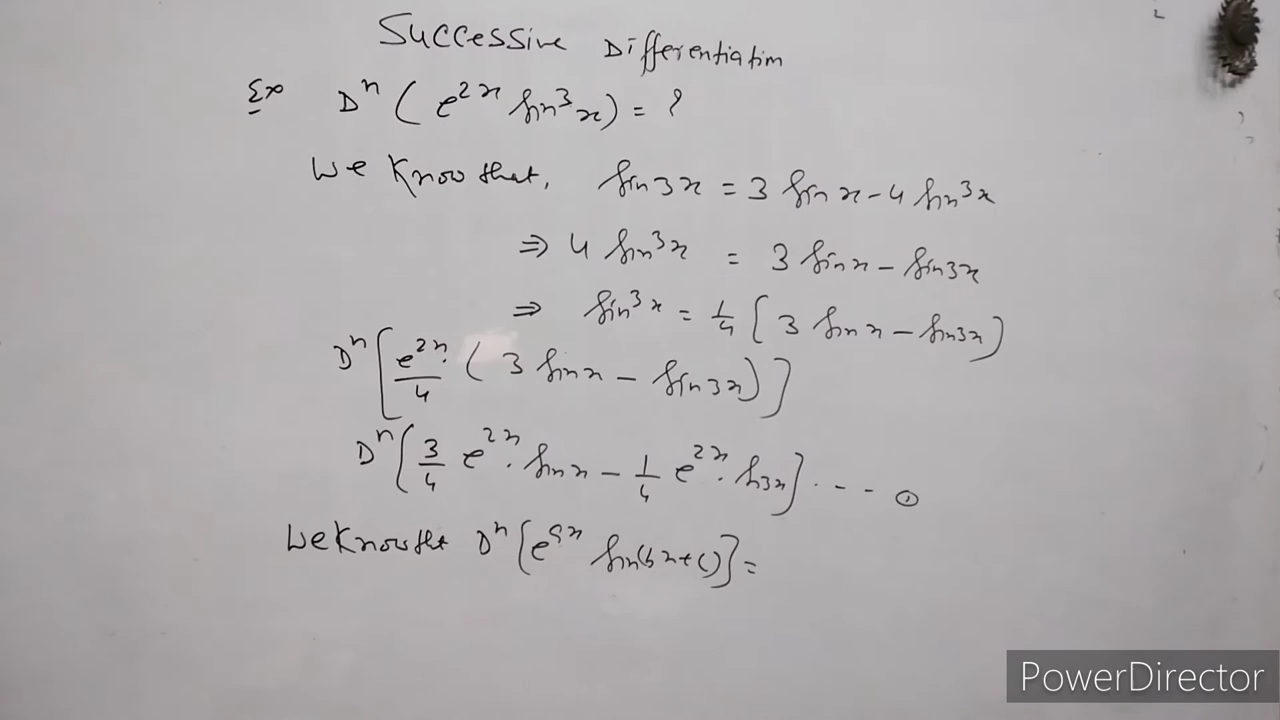 Successive Differentiation
Ex D^n ( e^2x sin^3 x) = ?
We know that, sin 3x = 3 sin x - 4 sin^3 x
⇒ 4 sin^3 x = 3 sin x - sin 3x
⇒ sin^3 x = 1/4 [ 3 sin x - sin 3x ]
D^n [ e^2x/4 . ( 3 sin x - sin 3x ) ]
D^n [ 3/4 e^2x . sin x - 1/4 e^2x . sin 3x ] . - - - ①
We know that D^n [ e^ax sin(bx+c) ] =
PowerDirector